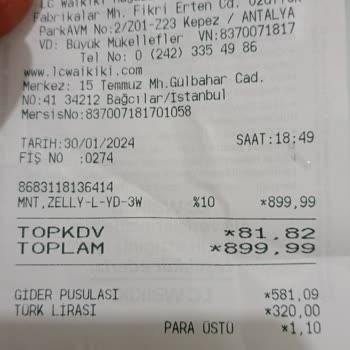 LC Waikiki
Fabrikalar Mh. Fikri Erten Cd.
ParkAVM No:2/Z01-Z23 Kepez / ANTALYA
VD: Büyük Mükellefler VN:8370071817
Tel No: 0 (242) 335 49 86
www.lcwaikiki.com
Merkez: 15 Temmuz Mh.Gülbahar Cad.
NO:41 34212 Bağcılar/İstanbul
MersisNo:837007181701058
TARİH:30/01/2024 SAAT:18:49
FİŞ NO :0274
8683118136414
MNT,ZELLY-L-YD-3W %10 *899,99
TOPKDV *81,82
TOPLAM *899,99
GİDER PUSULASI *581,09
TÜRK LİRASI *320,00
PARA ÜSTÜ *1,10